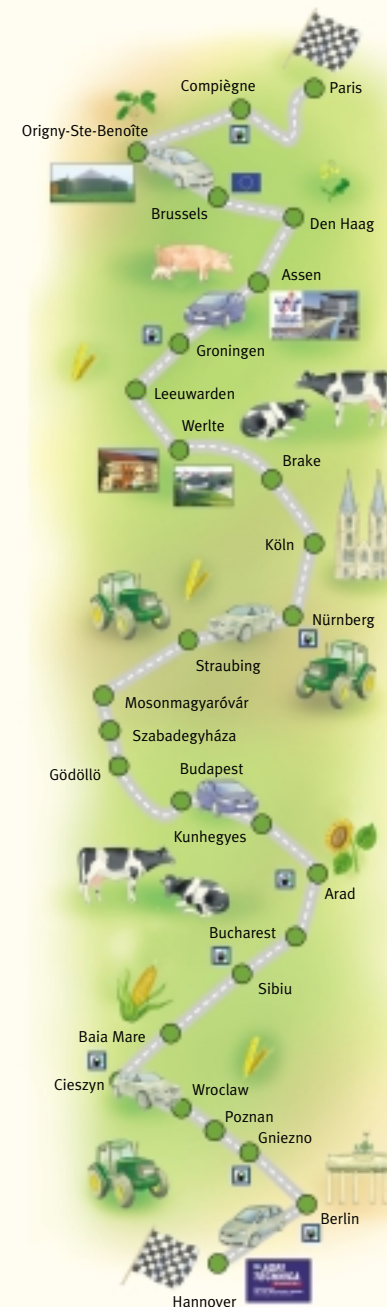 Compiègne
Paris
Origny-Ste-Benoîte
Brussels
Den Haag
Assen
Groningen
Leeuwarden
Werlte
Brake
Köln
Nürnberg
Straubing
Mosonmagyaróvár
Szabadegyháza
Gödöllö
Budapest
Kunhegyes
Arad
Bucharest
Sibiu
Baia Mare
Cieszyn
Wroclaw
Poznan
Gniezno
Berlin
Hannover